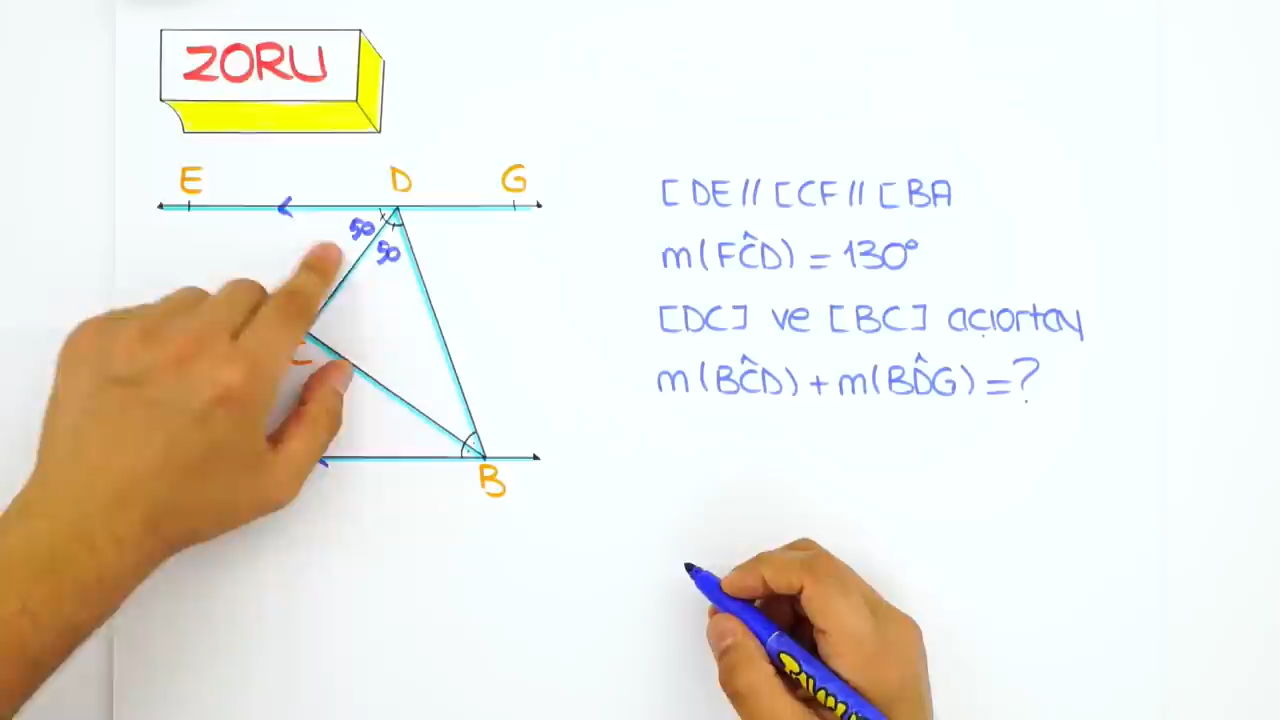 ZORU
E D G
50
50
C
B
[DE // [CF // [BA
m(FĈD) = 130°
[DC] ve [BC] açıortay
m(BĈD) + m(BD̂G) = ?